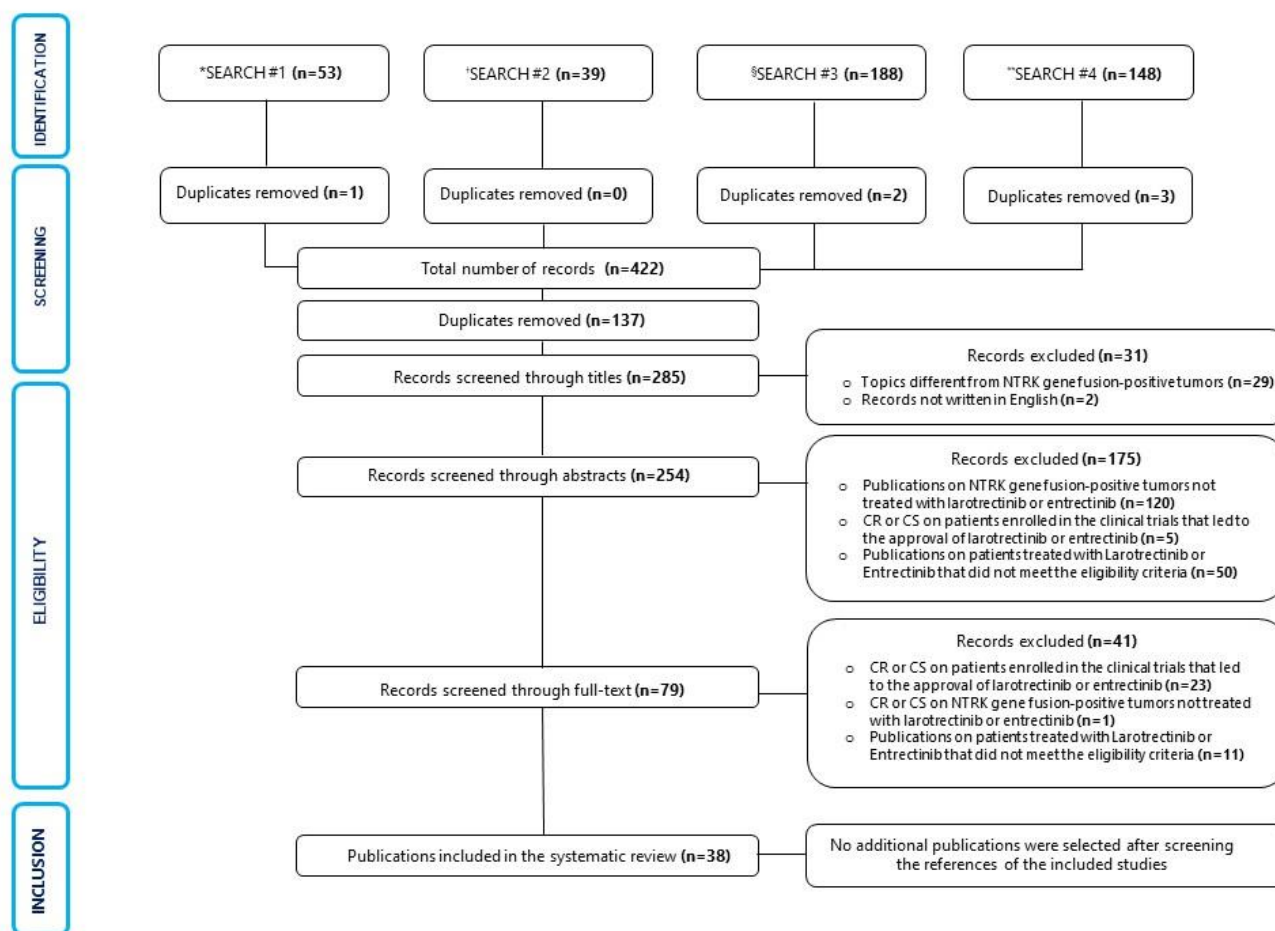 IDENTIFICATION
*SEARCH #1 (n=53)
†SEARCH #2 (n=39)
§SEARCH #3 (n=188)
**SEARCH #4 (n=148)
SCREENING
Duplicates removed (n=1)
Duplicates removed (n=0)
Duplicates removed (n=2)
Duplicates removed (n=3)
Total number of records (n=422)
Duplicates removed (n=137)
Records screened through titles (n=285)
Records excluded (n=31)
o Topics different from NTRK gene fusion-positive tumors (n=29)
o Records not written in English (n=2)
ELIGIBILITY
Records screened through abstracts (n=254)
Records excluded (n=175)
o Publications on NTRK gene fusion-positive tumors not
treated with larotrectinib or entrectinib (n=120)
o CR or CS on patients enrolled in the clinical trials that led to
the approval of larotrectinib or entrectinib (n=5)
o Publications on patients treated with Larotrectinib or
Entrectinib that did not meet the eligibility criteria (n=50)
Records screened through full-text (n=79)
Records excluded (n=41)
o CR or CS on patients enrolled in the clinical trials that led
to the approval of larotrectinib or entrectinib (n=23)
o CR or CS on NTRK gene fusion-positive tumors not treated
with larotrectinib or entrectinib (n=1)
o Publications on patients treated with Larotrectinib or
Entrectinib that did not meet the eligibility criteria (n=11)
INCLUSION
Publications included in the systematic review (n=38)
No additional publications were selected after screening
the references of the included studies